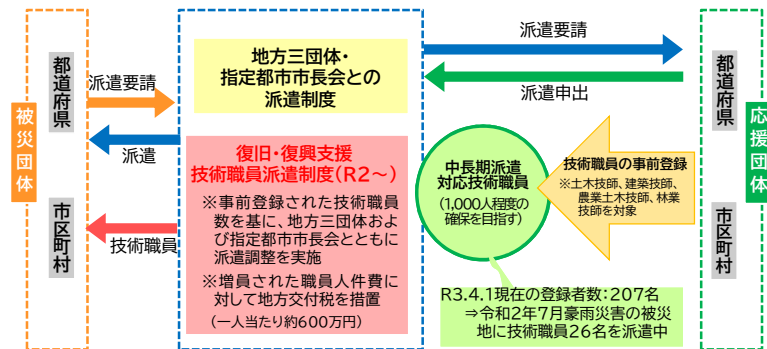 被災団体
都道府県
市区町村
派遣要請
派遣
技術職員
地方三団体・
指定都市市長会との
派遣制度
復旧・復興支援
技術職員派遣制度(R2～)
※事前登録された技術職員
数を基に、地方三団体およ
び指定都市市長会とともに
派遣調整を実施
※増員された職員人件費に
対して地方交付税を措置
(一人当たり約600万円)
派遣要請
派遣申出
中長期派遣
対応技術職員
(1,000人程度の
確保を目指す)
技術職員の事前登録
※土木技師、建築技師、
農業土木技師、林業
技師を対象
R3.4.1現在の登録者数：207名
⇒令和2年7月豪雨災害の被災
地に技術職員26名を派遣中
都道府県
市区町村
応援団体